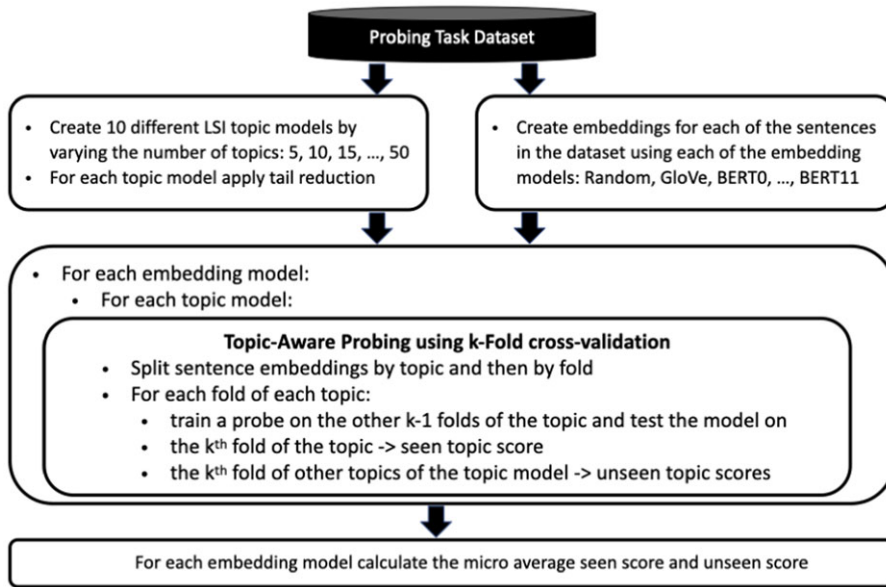 Probing Task Dataset
• Create 10 different LSI topic models by
varying the number of topics: 5, 10, 15, ..., 50
• For each topic model apply tail reduction
• Create embeddings for each of the sentences
in the dataset using each of the embedding
models: Random, GloVe, BERT0, ..., BERT11
• For each embedding model:
• For each topic model:
Topic-Aware Probing using k-Fold cross-validation
• Split sentence embeddings by topic and then by fold
• For each fold of each topic:
• train a probe on the other k-1 folds of the topic and test the model on
• the kᵗʰ fold of the topic -> seen topic score
• the kᵗʰ fold of other topics of the topic model -> unseen topic scores
For each embedding model calculate the micro average seen score and unseen score